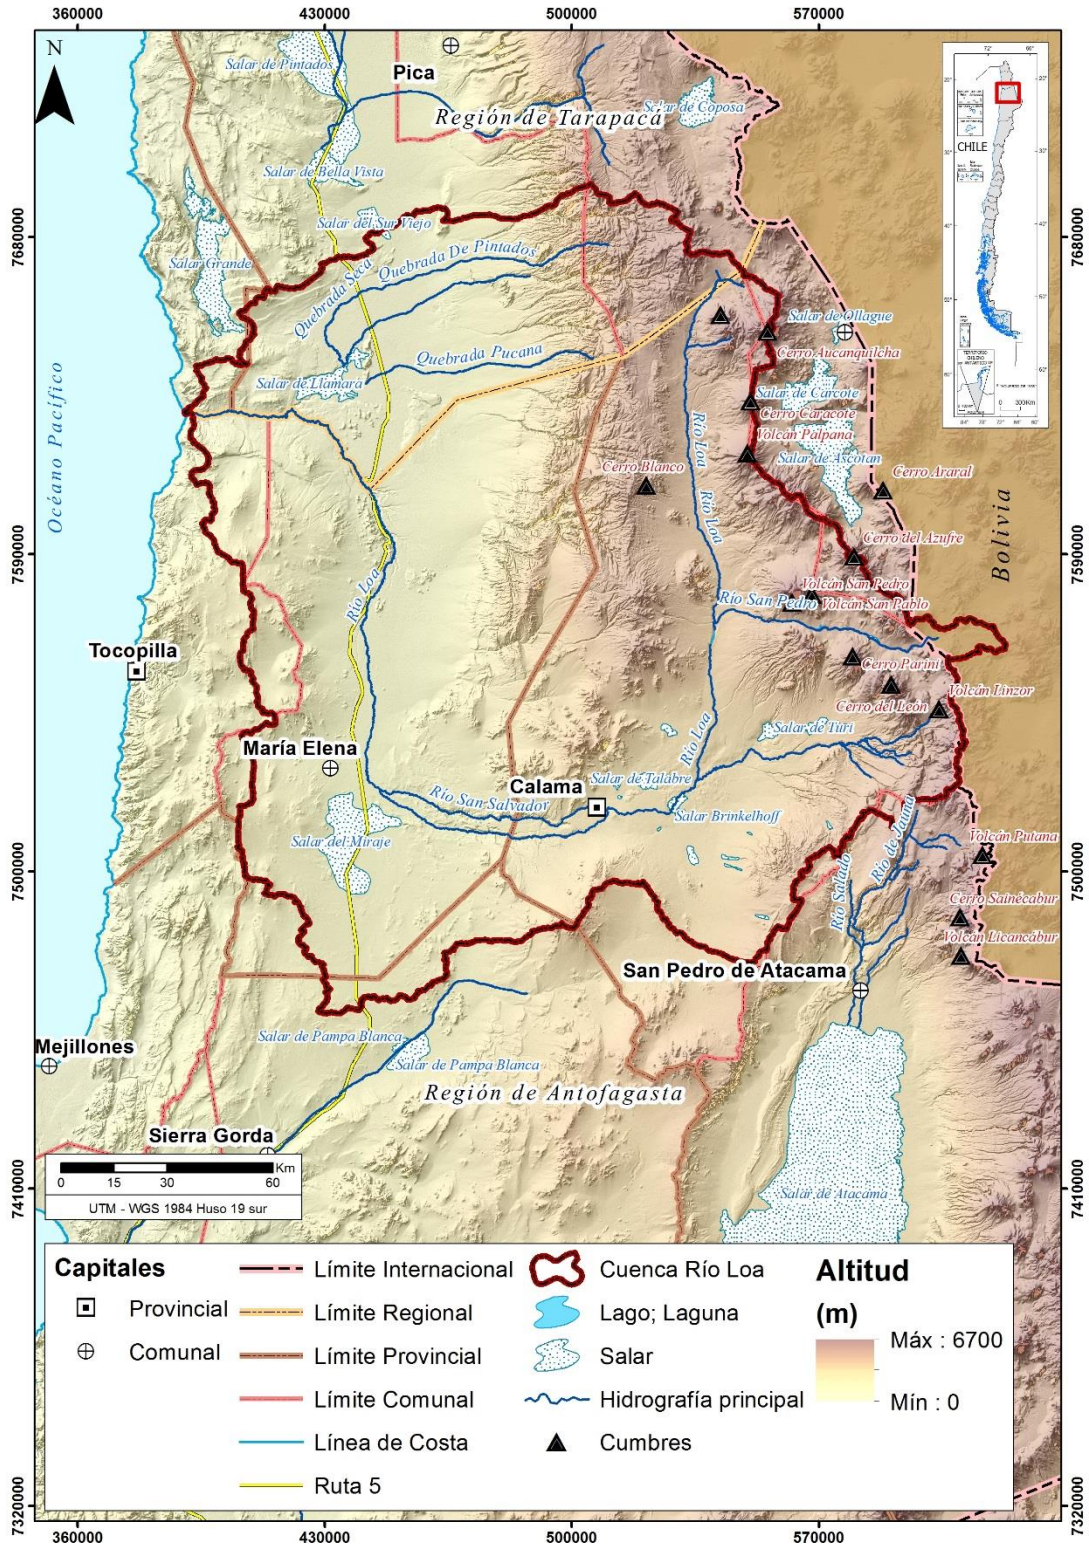 360000
430000
500000
570000
N
Salar de Pintados
Pica
Región de Tarapacá
Salar de Coposa
72°
66°
CHILE
Salar de Bella Vista
Salar del Sur Viejo
7680000
7680000
Salar Grande
Quebrada Seca
Quebrada De Pintados
Salar de Ollague
Cerro Aucanquilcha
Quebrada Pucana
Salar de Llamara
Salar de Carcote
Cerro Caracote
Volcán Palpana
Salar de Ascotan
Océano Pacífico
Río Loa
Cerro Blanco
Cerro Araral
Río Loa
Bolivia
Cerro del Azufre
7590000
7590000
Río Loa
Volcán San Pedro
Río San Pedro
Volcán San Pablo
Tocopilla
Cerro Parini
Volcán Linzor
Cerro del León
Salar de Turi
Río Loa
María Elena
Calama
Salar de Talabre
Río San Salvador
Salar Brinkelhoff
Salar del Miraje
Río de Jauna
Volcán Putana
7500000
7500000
Río Salado
Cerro Sainécabur
Volcán Licancábur
San Pedro de Atacama
Salar de Pampa Blanca
Mejillones
Salar de Pampa Blanca
Región de Antofagasta
Sierra Gorda
0 15 30 60 Km
UTM - WGS 1984 Huso 19 sur
Salar de Atacama
7410000
7410000
Capitales
Provincial
Comunal
Límite Internacional
Límite Regional
Límite Provincial
Límite Comunal
Línea de Costa
Ruta 5
Cuenca Río Loa
Lago; Laguna
Salar
Hidrografía principal
Cumbres
Altitud
(m)
Máx : 6700
Mín : 0
7320000
7320000
360000
430000
500000
570000